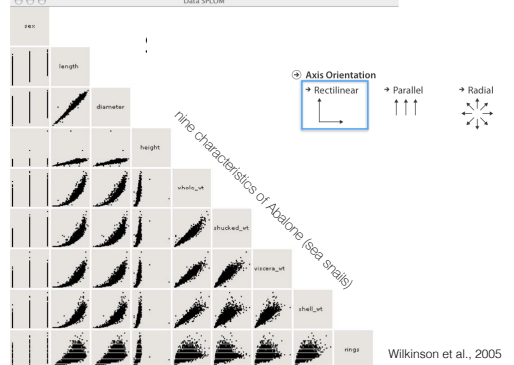 Data SPLOM
sex
length
diameter
height
whole_wt
shucked_wt
viscera_wt
shell_wt
rings
nine characteristics of Abalone (sea snails)
Axis Orientation
Rectilinear
Parallel
Radial
Wilkinson et al., 2005